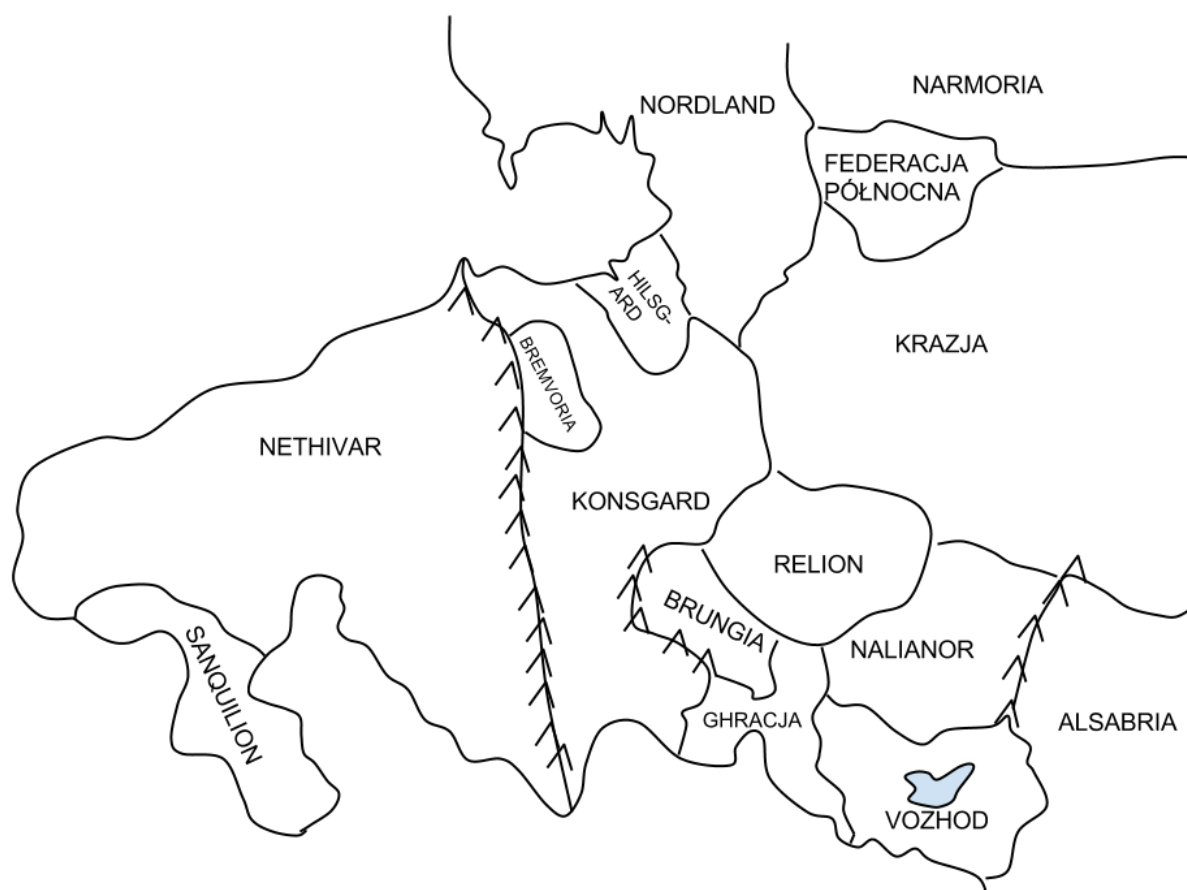 NARMORIA
NORDLAND
FEDERACJA
PÓŁNOCNA
HILSG-
ARD
KRAZJA
BREMVORIA
NETHIVAR
KONSGARD
RELION
BRUNGIA
NALIANOR
SANQUILION
GHRACJA
ALSABRIA
VOZHOD